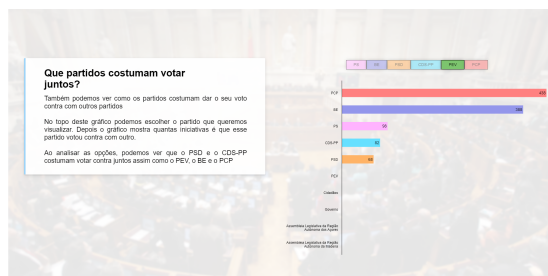 Que partidos costumam votar
juntos?
Também podemos ver como os partidos costumam dar o seu voto
contra com outros partidos
No topo deste gráfico podemos escolher o partido que queremos
visualizar. Depois o gráfico mostra quantas iniciativas é que esse
partido votou contra com outro.
Ao analisar as opções, podemos ver que o PSD e o CDS-PP
costumam votar contra juntos assim como o PEV, o BE e o PCP
PS BE PSD CDS-PP PEV PCP
PCP
BE
PS
CDS-PP
PSD
PEV
Cidadãos
Governo
Assembleia Legislativa da Região
Autónoma dos Açores
Assembleia Legislativa da Região
Autónoma da Madeira